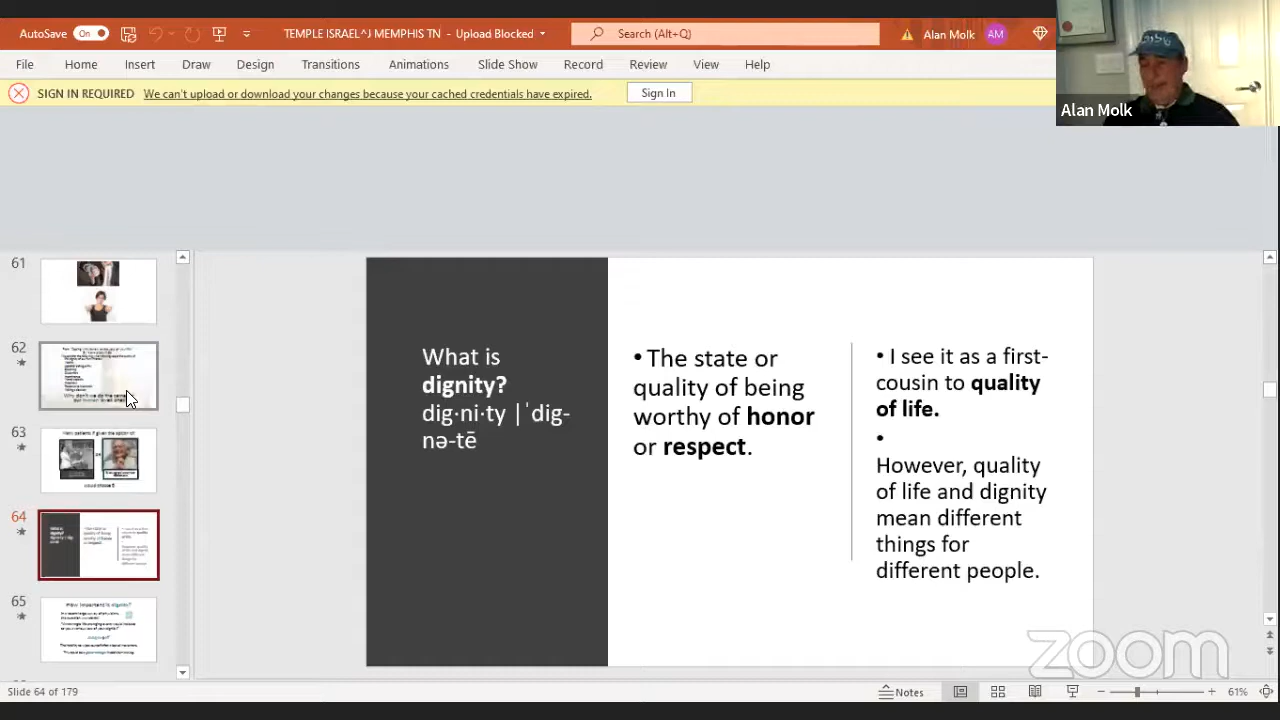 AutoSave On TEMPLE ISRAEL^J MEMPHIS TN - Upload Blocked Search (Alt+Q) Alan Molk AM
File Home Insert Draw Design Transitions Animations Slide Show Record Review View Help
SIGN IN REQUIRED We can't upload or download your changes because your cached credentials have expired. Sign In
Alan Molk
61
62
63
64
65
How important is dignity?
What is
dignity?
dig·ni·ty |ˈdig-
nə-tē
• The state or
quality of being
worthy of honor
or respect.
• I see it as a first-
cousin to quality
of life.
•
However, quality
of life and dignity
mean different
things for
different people.
zoom
Slide 64 of 179 Notes 61%